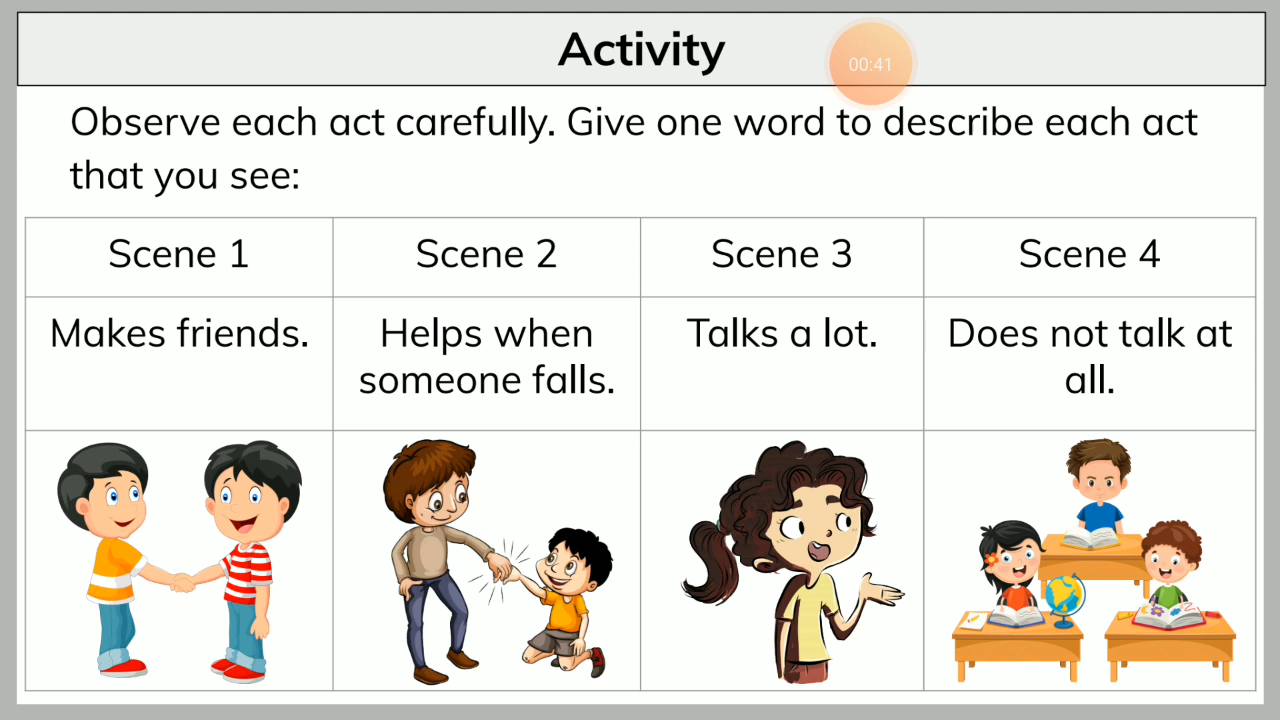 Activity
00:41
Observe each act carefully. Give one word to describe each act
that you see:
Scene 1
Scene 2
Scene 3
Scene 4
Makes friends.
Helps when
someone falls.
Talks a lot.
Does not talk at
all.